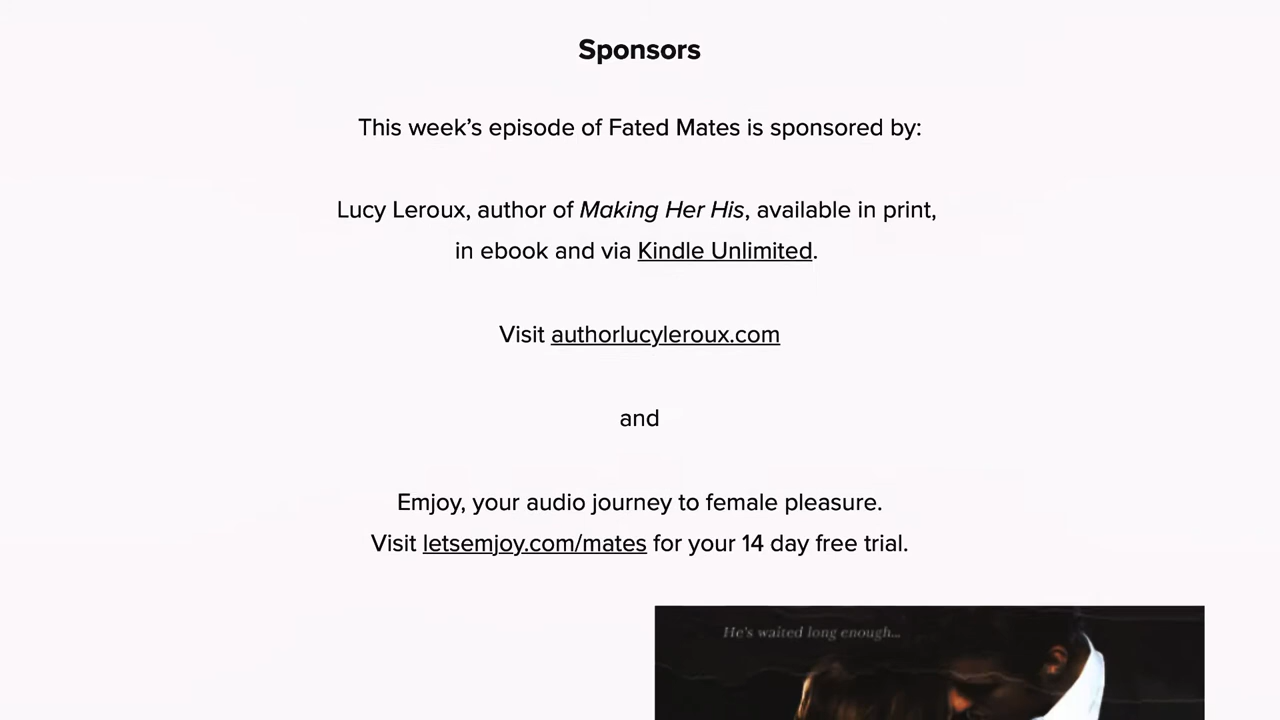 Sponsors
This week’s episode of Fated Mates is sponsored by:
Lucy Leroux, author of Making Her His, available in print,
in ebook and via Kindle Unlimited.
Visit authorlucyleroux.com
and
Emjoy, your audio journey to female pleasure.
Visit letsemjoy.com/mates for your 14 day free trial.
He's waited long enough...